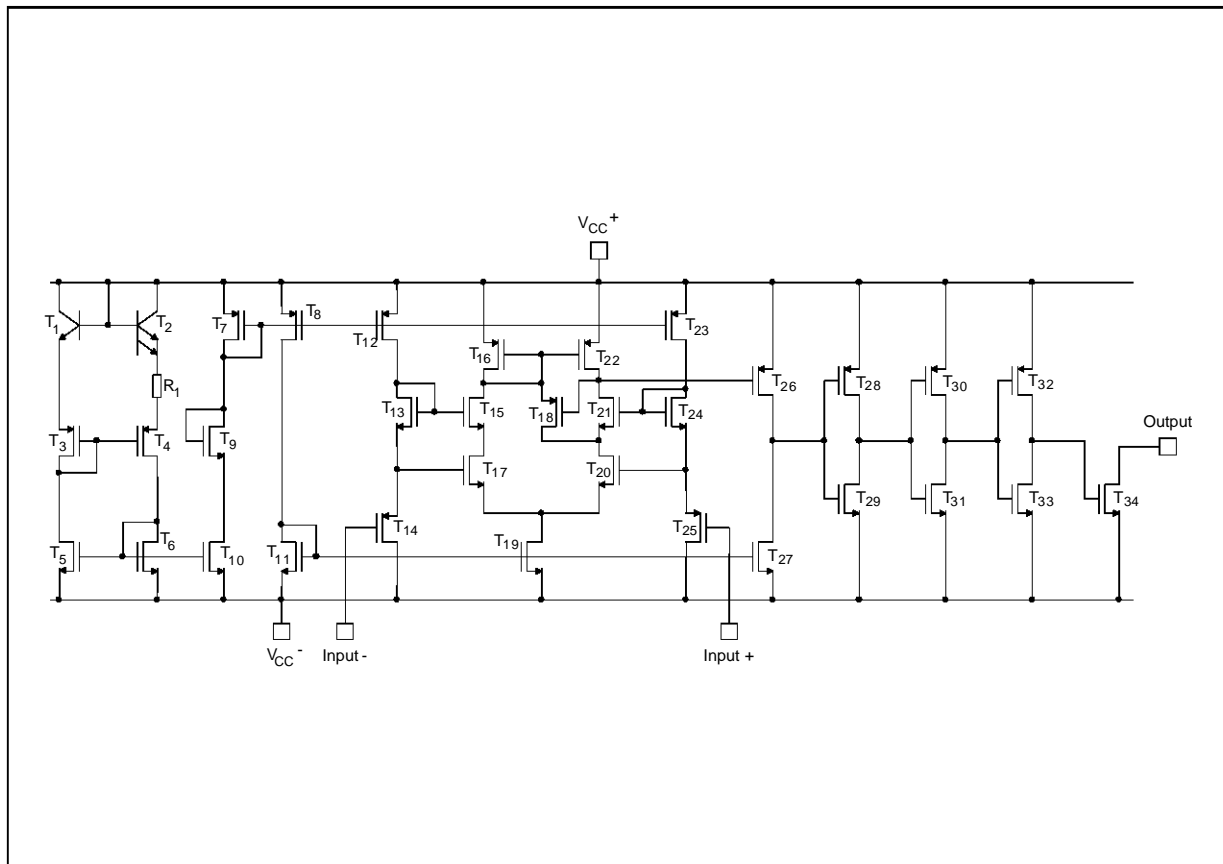 VCC+
T1
T2
T7
T8
T12
T23
T16
T22
T26
T28
T30
T32
R1
T13
T15
T18
T21
T24
Output
T3
T4
T9
T17
T20
T29
T31
T33
T34
T14
T25
T5
T6
T10
T11
T19
T27
VCC-
Input -
Input +